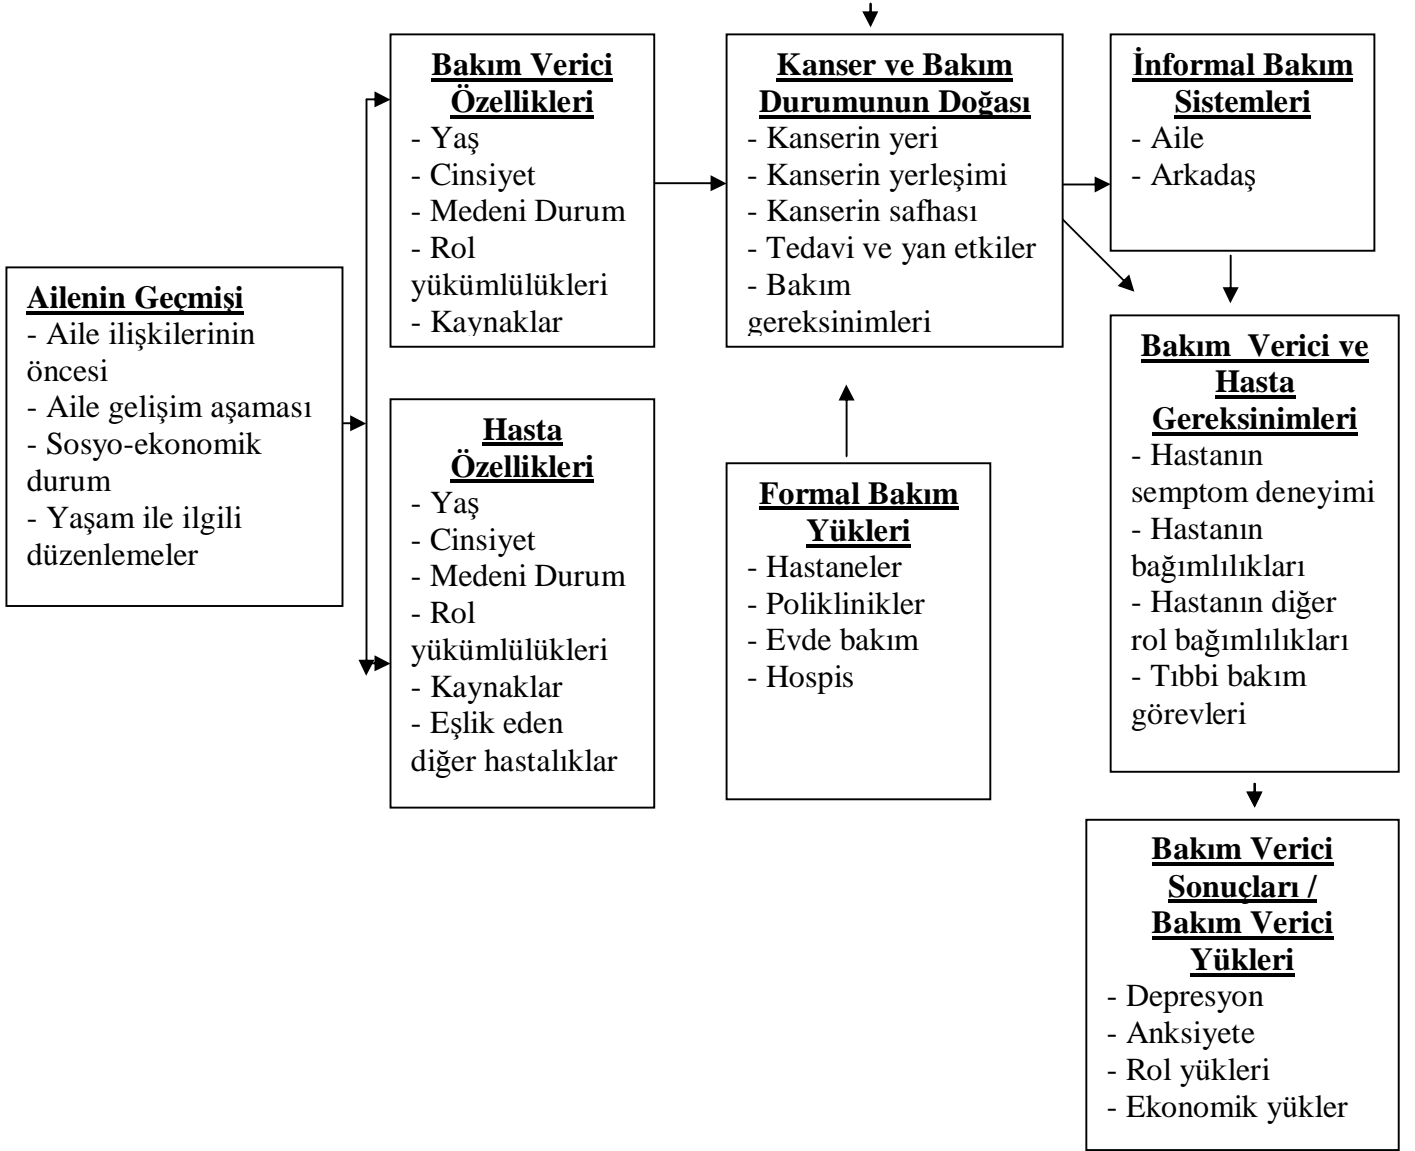 Ailenin Geçmişi
- Aile ilişkilerinin
öncesi
- Aile gelişim aşaması
- Sosyo-ekonomik
durum
- Yaşam ile ilgili
düzenlemeler
Bakım Verici
Özellikleri
- Yaş
- Cinsiyet
- Medeni Durum
- Rol
yükümlülükleri
- Kaynaklar
Hasta
Özellikleri
- Yaş
- Cinsiyet
- Medeni Durum
- Rol
yükümlülükleri
- Kaynaklar
- Eşlik eden
diğer hastalıklar
Kanser ve Bakım
Durumunun Doğası
- Kanserin yeri
- Kanserin yerleşimi
- Kanserin safhası
- Tedavi ve yan etkiler
- Bakım
gereksinimleri
Formal Bakım
Yükleri
- Hastaneler
- Poliklinikler
- Evde bakım
- Hospis
İnformal Bakım
Sistemleri
- Aile
- Arkadaş
Bakım Verici ve
Hasta
Gereksinimleri
- Hastanın
semptom deneyimi
- Hastanın
bağımlılıkları
- Hastanın diğer
rol bağımlılıkları
- Tıbbi bakım
görevleri
Bakım Verici
Sonuçları /
Bakım Verici
Yükleri
- Depresyon
- Anksiyete
- Rol yükleri
- Ekonomik yükler